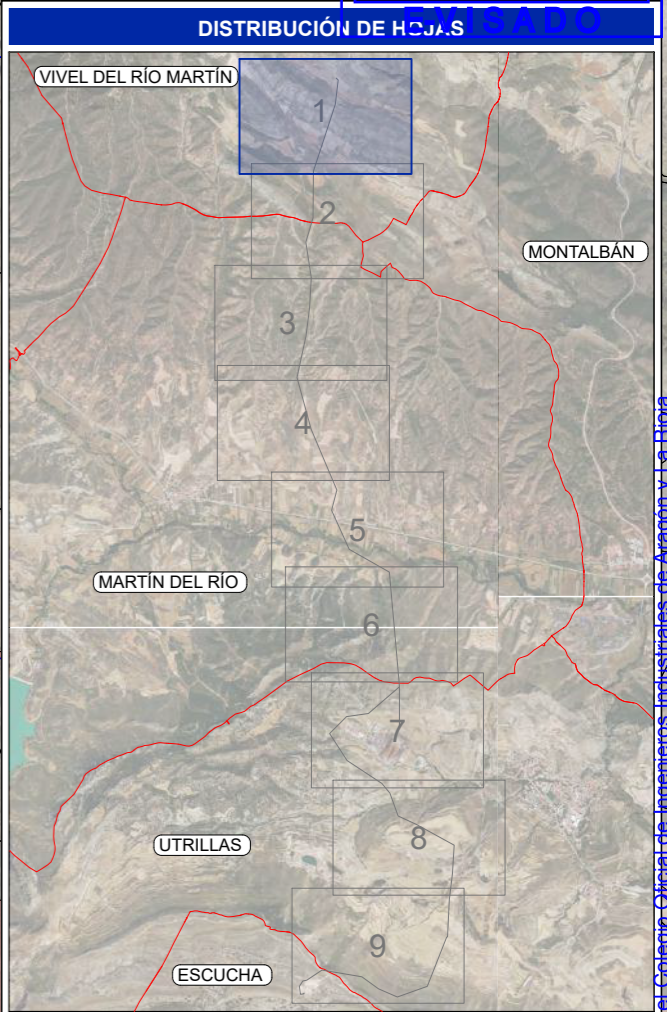 E-VISADO
DISTRIBUCIÓN DE HOJAS
VIVEL DEL RÍO MARTÍN
1
2
MONTALBÁN
3
4
5
MARTÍN DEL RÍO
6
7
8
UTRILLAS
9
ESCUCHA
el Colegio Oficial de Ingenieros Industriales de Aragón y La Rioja